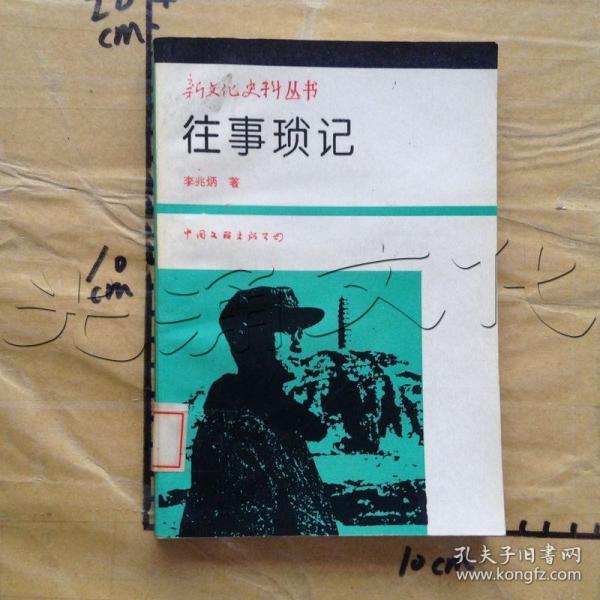 20
cm
新文化史料丛书
往事琐记
李兆炳 著
中国文联出版公司
10
cm
光谷文化
10 cm
孔夫子旧书网
www.kongfz.com